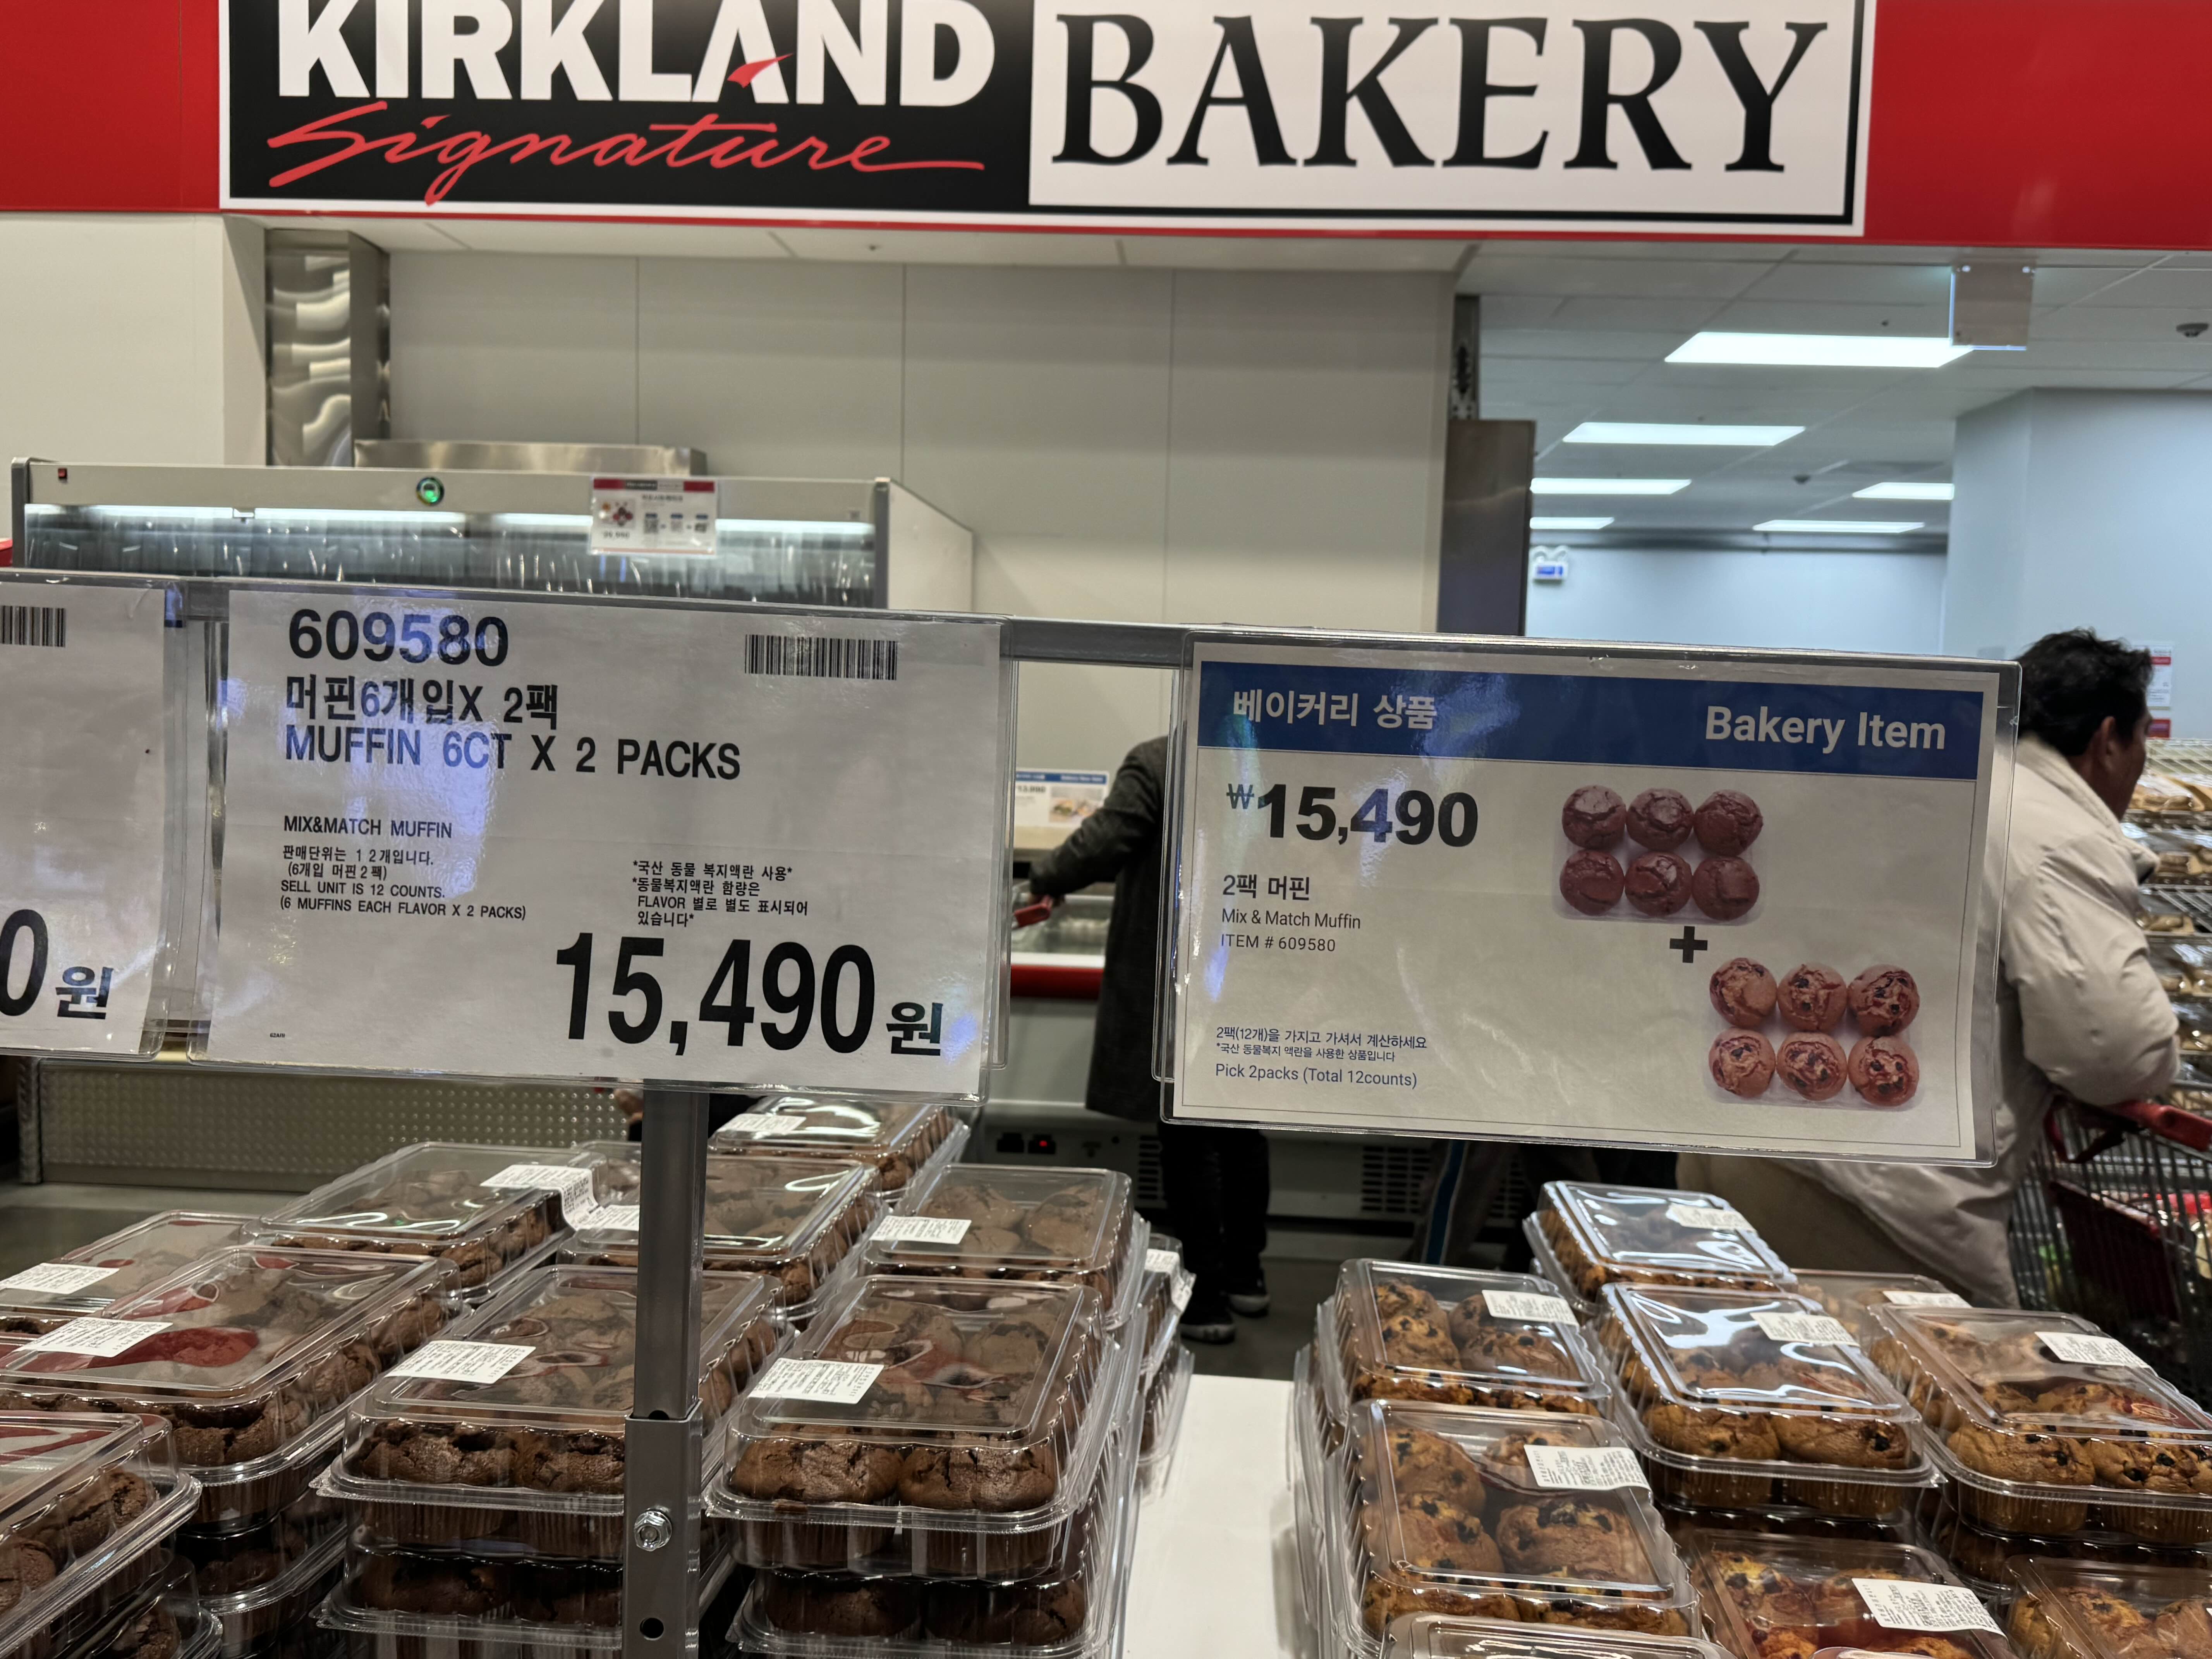 KIRKLAND
Signature
BAKERY
609580
머핀6개입X 2팩
MUFFIN 6CT X 2 PACKS
MIX&MATCH MUFFIN
판매단위는 1 2개입니다.
(6개입 머핀2팩)
SELL UNIT IS 12 COUNTS.
(6 MUFFINS EACH FLAVOR X 2 PACKS)
*국산 동물 복지액란 사용*
*동물복지액란 함량은
FLAVOR 별로 별도 표시되어
있습니다*
15,490원
0원
베이커리 상품
Bakery Item
₩15,490
2팩 머핀
Mix & Match Muffin
ITEM # 609580
+
2팩(12개)을 가지고 가셔서 계산하세요
*국산 동물복지 액란을 사용한 상품입니다
Pick 2packs (Total 12counts)